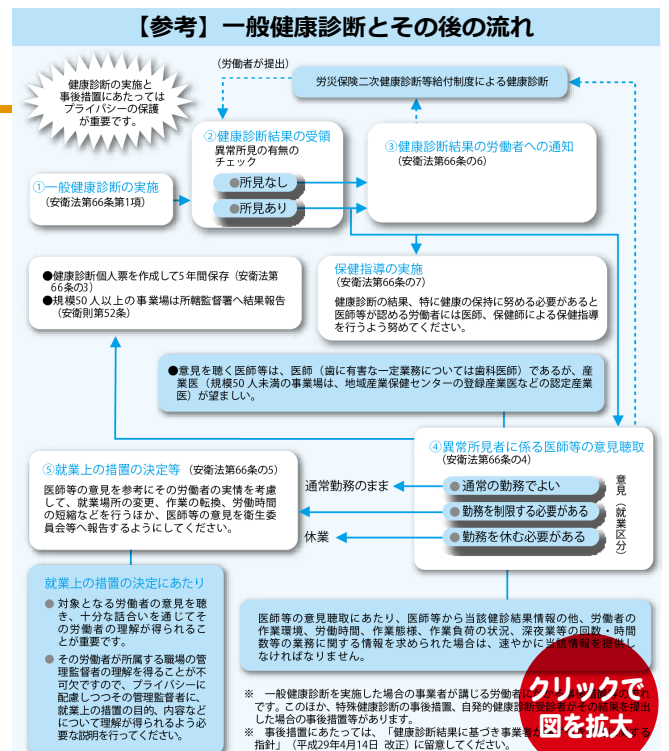 【参考】一般健康診断とその後の流れ
健康診断の実施と
事後措置にあたっては
プライバシーの保護
が重要です。
(労働者が提出)
労災保険二次健康診断等給付制度による健康診断
①一般健康診断の実施
(安衛法第66条第1項)
②健康診断結果の受領
異常所見の有無の
チェック
●所見なし
●所見あり
③健康診断結果の労働者への通知
(安衛法第66条の6)
●健康診断個人票を作成して5年間保存(安衛法第
66条の3)
●規模50人以上の事業場は所轄監督署へ結果報告
(安衛則第52条)
保健指導の実施
(安衛法第66条の7)
健康診断の結果、特に健康の保持に努める必要があると
医師等が認める労働者には医師、保健師による保健指導
を行うよう努めてください。
●意見を聴く医師等は、医師(歯に有害な一定業務については歯科医師)であるが、産
業医(規模50人未満の事業場は、地域産業保健センターの登録産業医などの認定産業
医)が望ましい。
④異常所見者に係る医師等の意見聴取
(安衛法第66条の4)
●通常の勤務でよい
●勤務を制限する必要がある
●勤務を休む必要がある
意見(就業区分)
通常勤務のまま
休業
⑤就業上の措置の決定等(安衛法第66条の5)
医師等の意見を参考にその労働者の実情を考慮
して、就業場所の変更、作業の転換、労働時間
の短縮などを行うほか、医師等の意見を衛生委
員会等へ報告するようにしてください。
就業上の措置の決定にあたり
●対象となる労働者の意見を聴
き、十分な話合いを通じてそ
の労働者の理解が得られるこ
とが重要です。
●その労働者が所属する職場の管
理監督者の理解を得ることが不
可欠ですので、プライバシーに
配慮しつつその管理監督者に、
就業上の措置の目的、内容など
について理解が得られるよう必
要な説明を行ってください。
医師等の意見聴取にあたり、医師等から当該健診結果情報の他、労働者の
作業環境、労働時間、作業態様、作業負荷の状況、深夜業等の回数・時間
数等の業務に関する情報を求められた場合は、速やかに当該情報を提供し
なければなりません。
※ 一般健康診断を実施した場合の事業者が講じる労働者に
です。このほか、特殊健康診断の事後措置、自発的健康診断受診者がその結果を提出
した場合の事後措置等があります。
※ 事後措置にあたっては、「健康診断結果に基づき事業者が
指針」(平成29年4月14日 改正)に留意してください。
クリックで
図を拡大